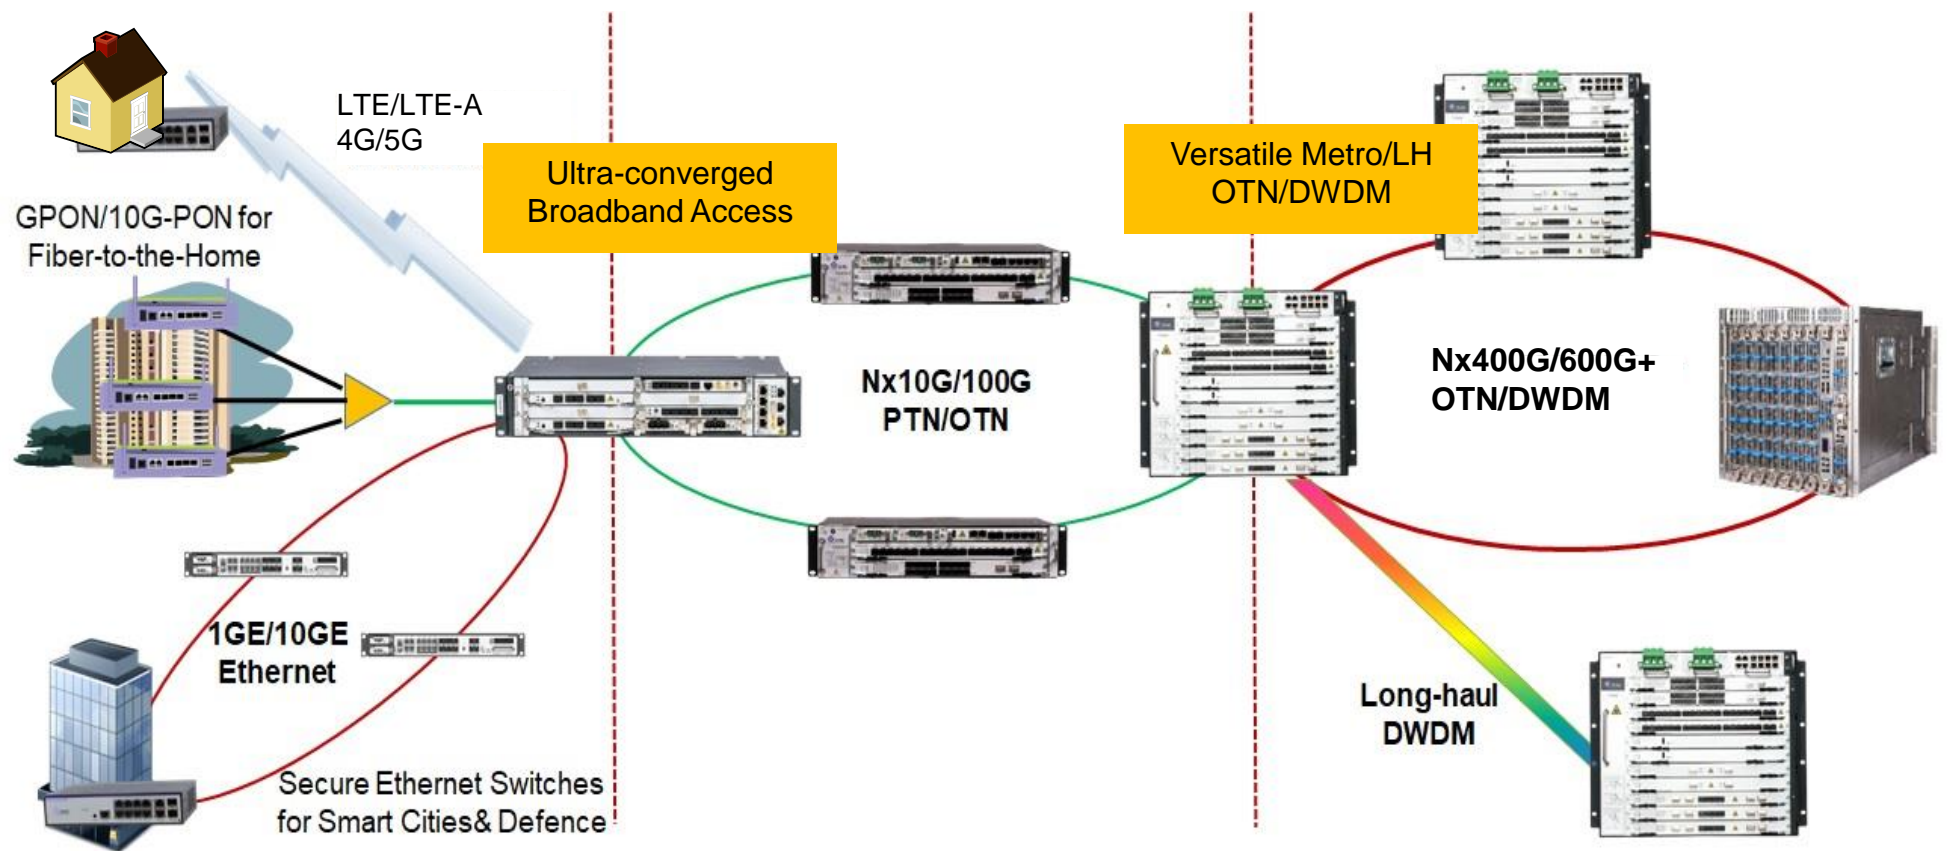 LTE/LTE-A
4G/5G
Ultra-converged
Broadband Access
Versatile Metro/LH
OTN/DWDM
GPON/10G-PON for
Fiber-to-the-Home
Nx10G/100G
PTN/OTN
Nx400G/600G+
OTN/DWDM
1GE/10GE
Ethernet
Long-haul
DWDM
Secure Ethernet Switches
for Smart Cities& Defence